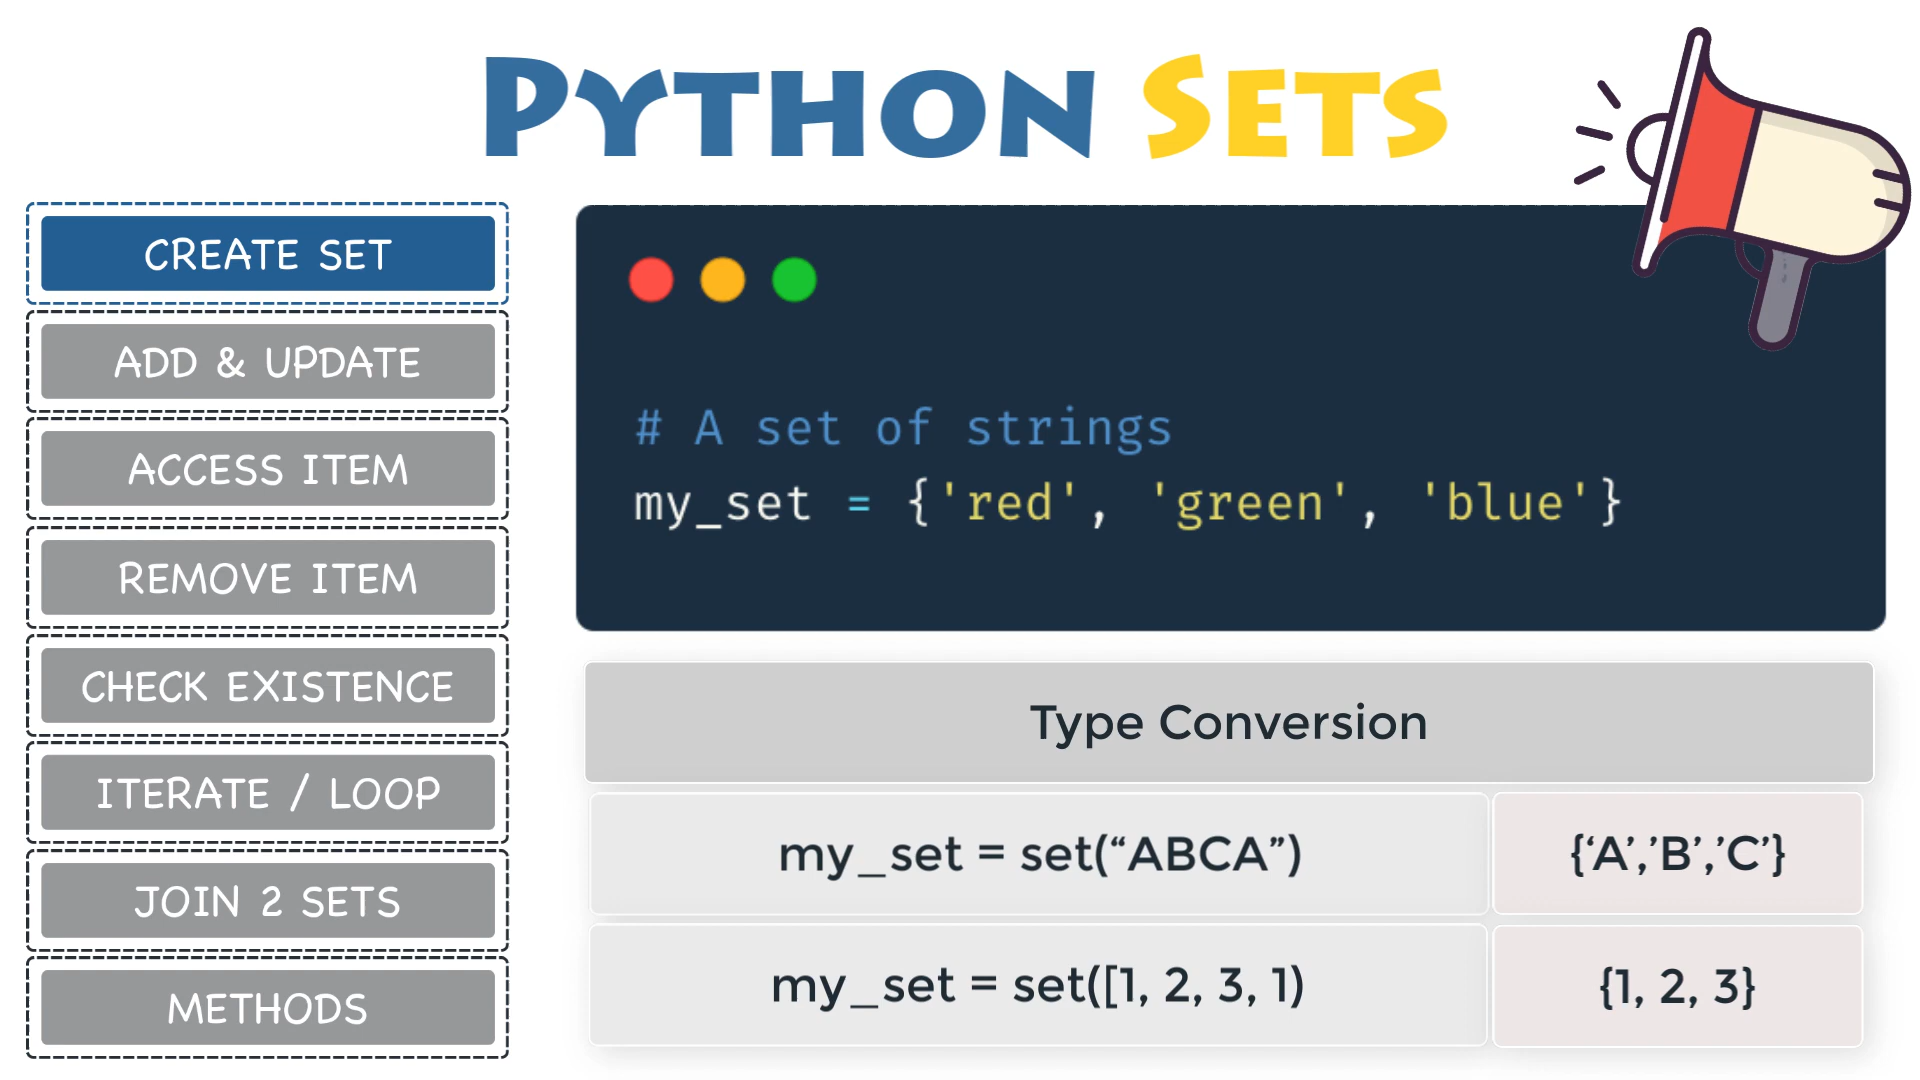 PYTHON SETS
CREATE SET
ADD & UPDATE
ACCESS ITEM
REMOVE ITEM
CHECK EXISTENCE
ITERATE / LOOP
JOIN 2 SETS
METHODS
# A set of strings
my_set = {'red', 'green', 'blue'}
Type Conversion
my_set = set(“ABCA”) {‘A’,’B’,’C’}
my_set = set([1, 2, 3, 1) {1, 2, 3}